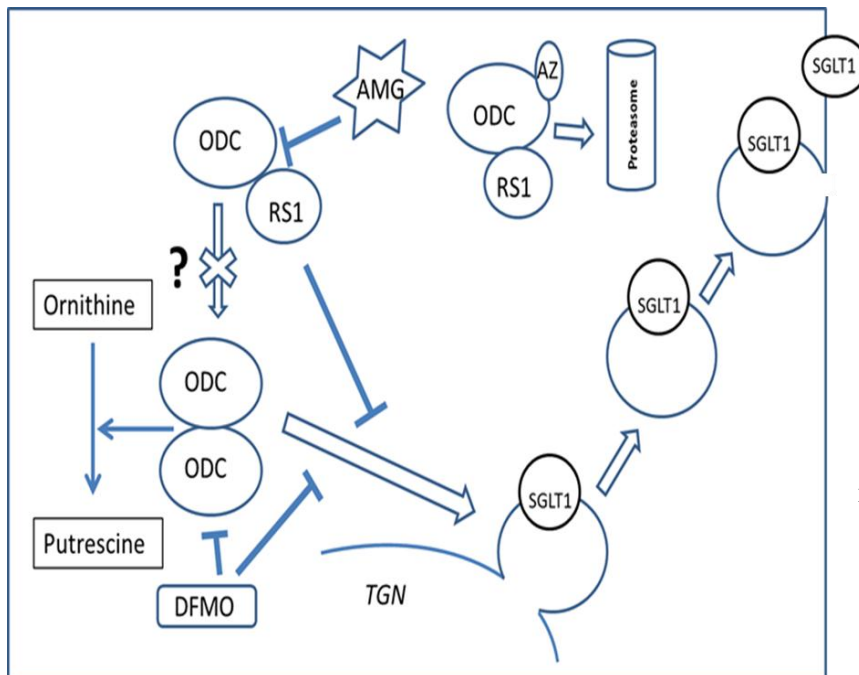 SGLT1
AMG
AZ
ODC
Proteasome
ODC
SGLT1
RS1
RS1
?
SGLT1
Ornithine
ODC
ODC
SGLT1
Putrescine
TGN
DFMO